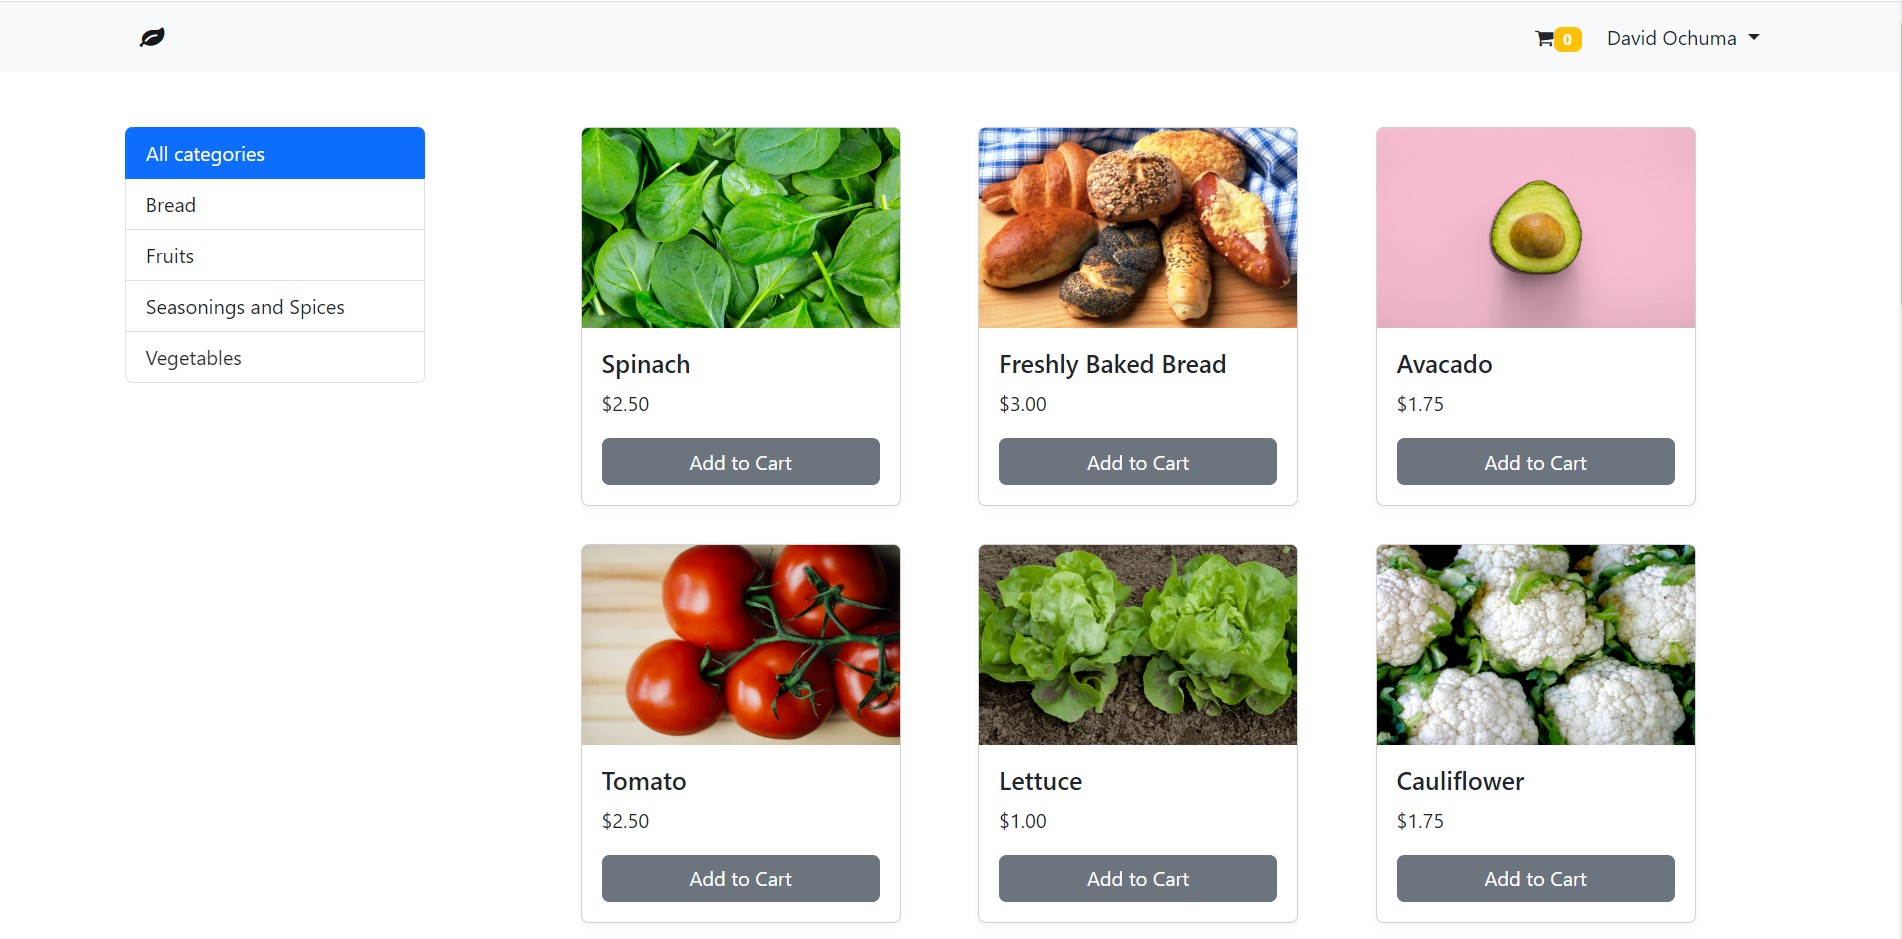 0 David Ochuma
All categories
Bread
Fruits
Seasonings and Spices
Vegetables
Spinach
$2.50
Add to Cart
Freshly Baked Bread
$3.00
Add to Cart
Avacado
$1.75
Add to Cart
Tomato
$2.50
Add to Cart
Lettuce
$1.00
Add to Cart
Cauliflower
$1.75
Add to Cart